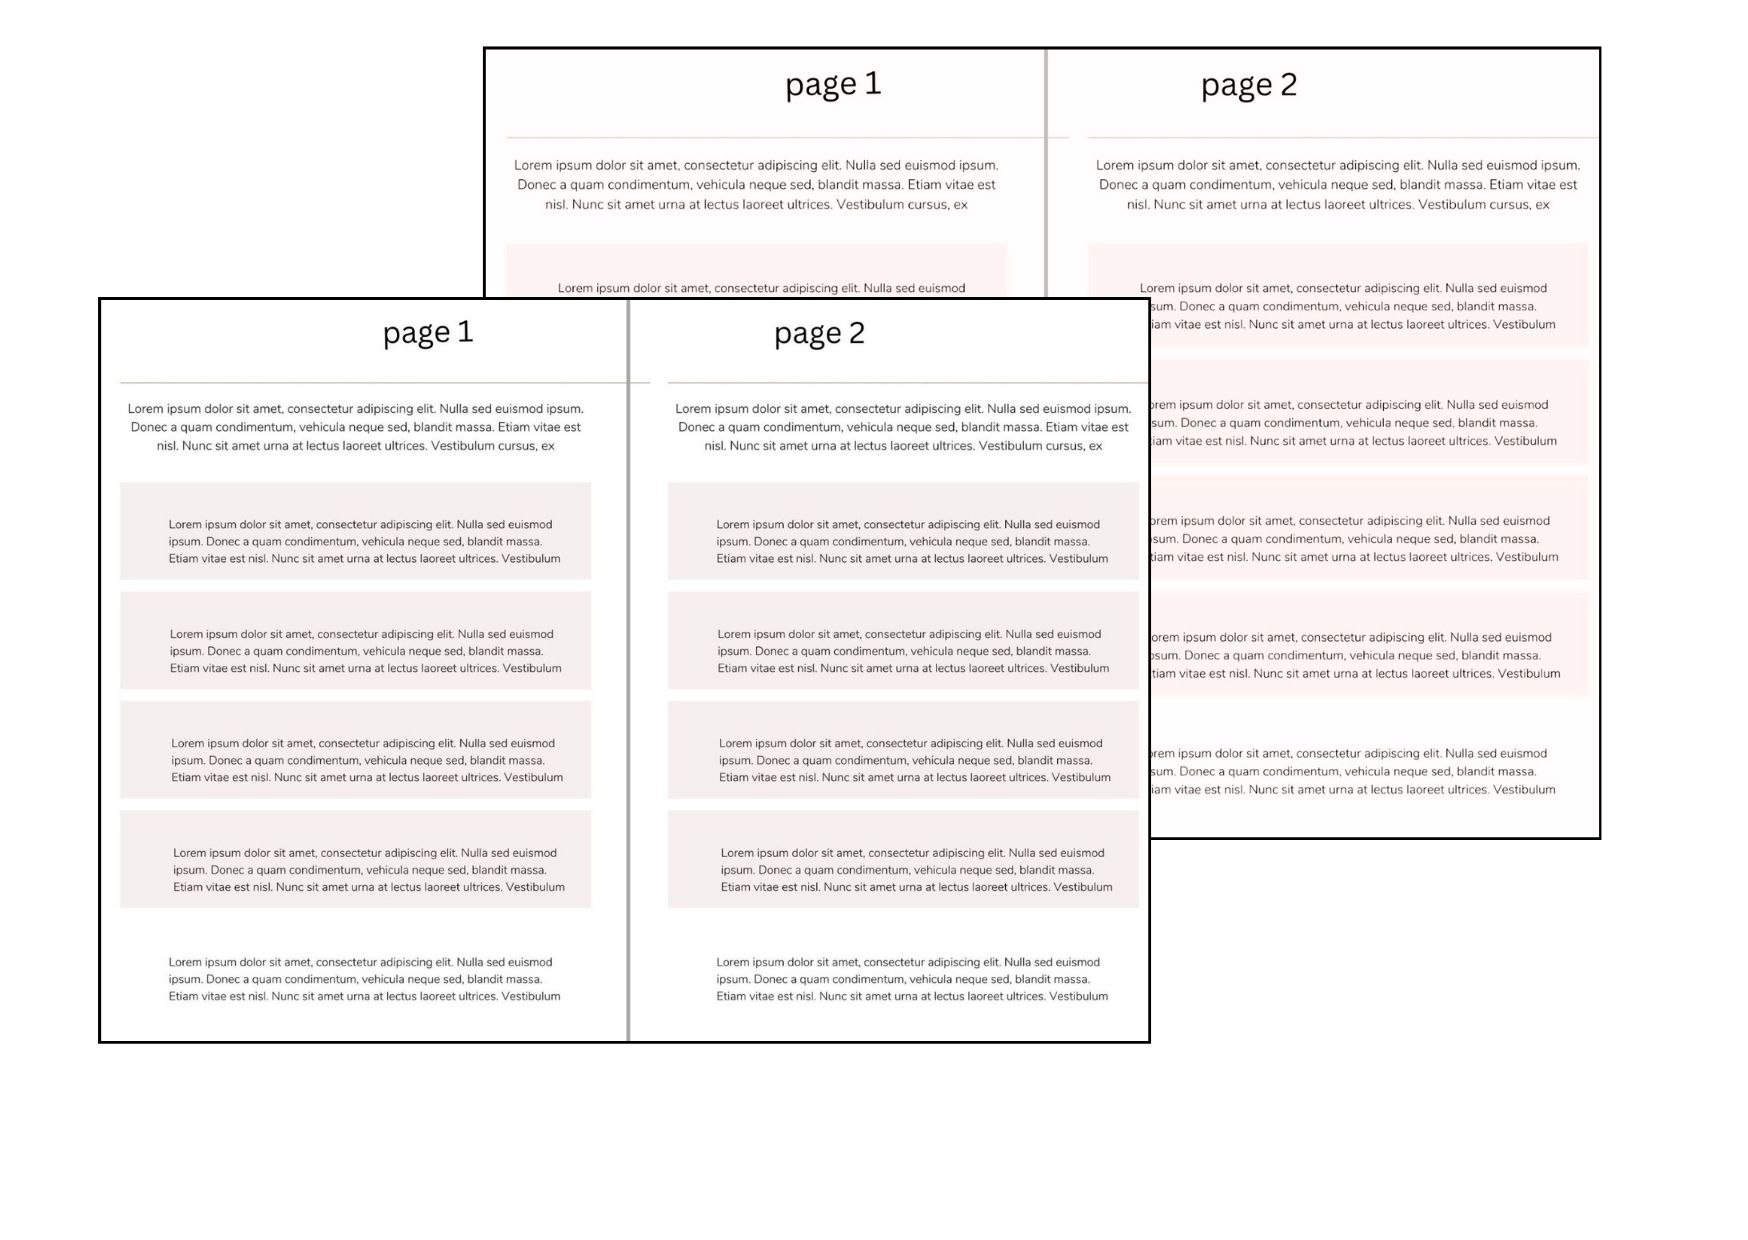 page 1
Lorem ipsum dolor sit amet, consectetur adipiscing elit. Nulla sed euismod ipsum.
Donec a quam condimentum, vehicula neque sed, blandit massa. Etiam vitae est
nisl. Nunc sit amet urna at lectus laoreet ultrices. Vestibulum cursus, ex
Lorem ipsum dolor sit amet, consectetur adipiscing elit. Nulla sed euismod
page 2
Lorem ipsum dolor sit amet, consectetur adipiscing elit. Nulla sed euismod ipsum.
Donec a quam condimentum, vehicula neque sed, blandit massa. Etiam vitae est
nisl. Nunc sit amet urna at lectus laoreet ultrices. Vestibulum cursus, ex
Lorem ipsum dolor sit amet, consectetur adipiscing elit. Nulla sed euismod
Donec a quam condimentum, vehicula neque sed, blandit massa.
vitae est nisl. Nunc sit amet urna at lectus laoreet ultrices. Vestibulum
ipsum dolor sit amet, consectetur adipiscing elit. Nulla sed euismod
Donec a quam condimentum, vehicula neque sed, blandit massa.
vitae est nisl. Nunc sit amet urna at lectus laoreet ultrices. Vestibulum
ipsum dolor sit amet, consectetur adipiscing elit. Nulla sed euismod
Donec a quam condimentum, vehicula neque sed, blandit massa.
vitae est nisl. Nunc sit amet urna at lectus laoreet ultrices. Vestibulum
ipsum dolor sit amet, consectetur adipiscing elit. Nulla sed euismod
Donec a quam condimentum, vehicula neque sed, blandit massa.
vitae est nisl. Nunc sit amet urna at lectus laoreet ultrices. Vestibulum
ipsum dolor sit amet, consectetur adipiscing elit. Nulla sed euismod
Donec a quam condimentum, vehicula neque sed, blandit massa.
vitae est nisl. Nunc sit amet urna at lectus laoreet ultrices. Vestibulum
page 1
Lorem ipsum dolor sit amet, consectetur adipiscing elit. Nulla sed euismod ipsum.
Donec a quam condimentum, vehicula neque sed, blandit massa. Etiam vitae est
nisl. Nunc sit amet urna at lectus laoreet ultrices. Vestibulum cursus, ex
Lorem ipsum dolor sit amet, consectetur adipiscing elit. Nulla sed euismod
ipsum. Donec a quam condimentum, vehicula neque sed, blandit massa.
Etiam vitae est nisl. Nunc sit amet urna at lectus laoreet ultrices. Vestibulum
Lorem ipsum dolor sit amet, consectetur adipiscing elit. Nulla sed euismod
ipsum. Donec a quam condimentum, vehicula neque sed, blandit massa.
Etiam vitae est nisl. Nunc sit amet urna at lectus laoreet ultrices. Vestibulum
Lorem ipsum dolor sit amet, consectetur adipiscing elit. Nulla sed euismod
ipsum. Donec a quam condimentum, vehicula neque sed, blandit massa.
Etiam vitae est nisl. Nunc sit amet urna at lectus laoreet ultrices. Vestibulum
Lorem ipsum dolor sit amet, consectetur adipiscing elit. Nulla sed euismod
ipsum. Donec a quam condimentum, vehicula neque sed, blandit massa.
Etiam vitae est nisl. Nunc sit amet urna at lectus laoreet ultrices. Vestibulum
Lorem ipsum dolor sit amet, consectetur adipiscing elit. Nulla sed euismod
ipsum. Donec a quam condimentum, vehicula neque sed, blandit massa.
Etiam vitae est nisl. Nunc sit amet urna at lectus laoreet ultrices. Vestibulum
page 2
Lorem ipsum dolor sit amet, consectetur adipiscing elit. Nulla sed euismod ipsum.
Donec a quam condimentum, vehicula neque sed, blandit massa. Etiam vitae est
nisl. Nunc sit amet urna at lectus laoreet ultrices. Vestibulum cursus, ex
Lorem ipsum dolor sit amet, consectetur adipiscing elit. Nulla sed euismod
ipsum. Donec a quam condimentum, vehicula neque sed, blandit massa.
Etiam vitae est nisl. Nunc sit amet urna at lectus laoreet ultrices. Vestibulum
Lorem ipsum dolor sit amet, consectetur adipiscing elit. Nulla sed euismod
ipsum. Donec a quam condimentum, vehicula neque sed, blandit massa.
Etiam vitae est nisl. Nunc sit amet urna at lectus laoreet ultrices. Vestibulum
Lorem ipsum dolor sit amet, consectetur adipiscing elit. Nulla sed euismod
ipsum. Donec a quam condimentum, vehicula neque sed, blandit massa.
Etiam vitae est nisl. Nunc sit amet urna at lectus laoreet ultrices. Vestibulum
Lorem ipsum dolor sit amet, consectetur adipiscing elit. Nulla sed euismod
ipsum. Donec a quam condimentum, vehicula neque sed, blandit massa.
Etiam vitae est nisl. Nunc sit amet urna at lectus laoreet ultrices. Vestibulum
Lorem ipsum dolor sit amet, consectetur adipiscing elit. Nulla sed euismod
ipsum. Donec a quam condimentum, vehicula neque sed, blandit massa.
Etiam vitae est nisl. Nunc sit amet urna at lectus laoreet ultrices. Vestibulum